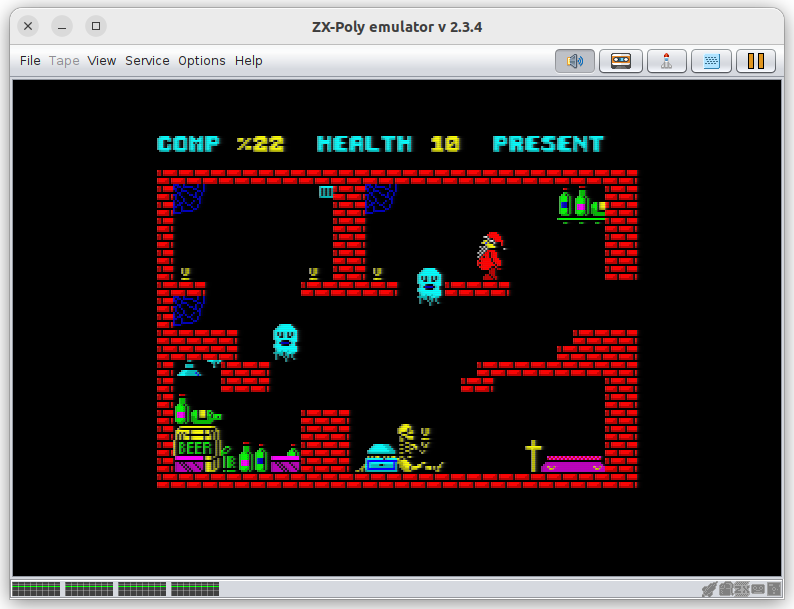 ZX-Poly emulator v 2.3.4
File Tape View Service Options Help
COMP %22 HEALTH 10 PRESENT
BEER